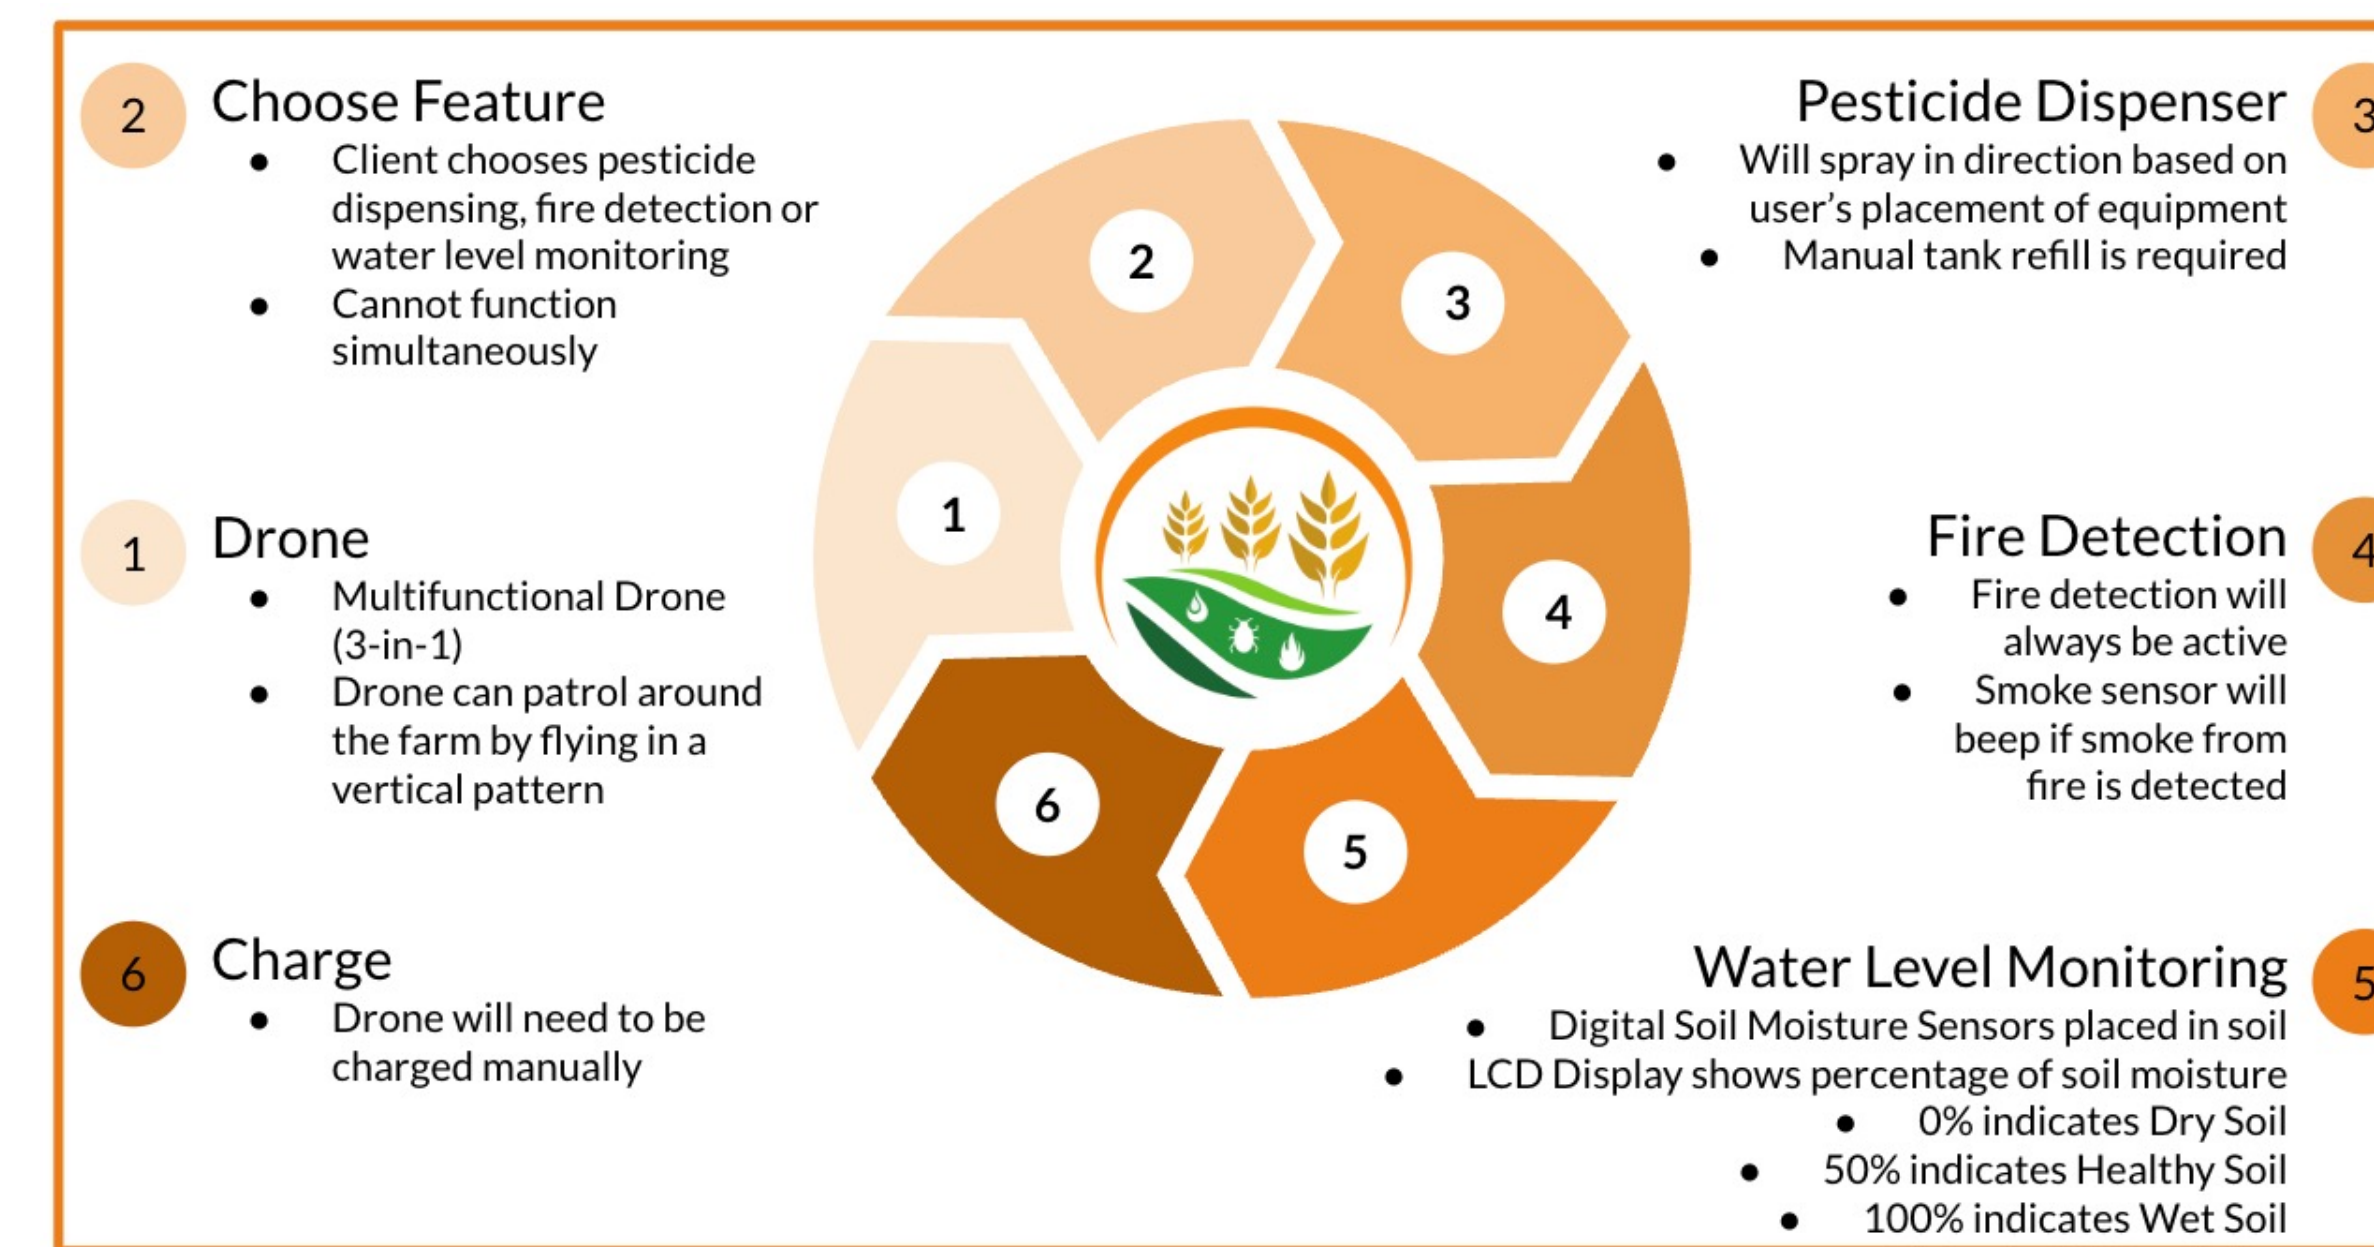 2
Choose Feature
● Client chooses pesticide
dispensing, fire detection or
water level monitoring
● Cannot function
simultaneously
1
Drone
● Multifunctional Drone
(3-in-1)
● Drone can patrol around
the farm by flying in a
vertical pattern
6
Charge
● Drone will need to be
charged manually
2
3
1
4
6
5
Pesticide Dispenser
3
● Will spray in direction based on
user’s placement of equipment
● Manual tank refill is required
Fire Detection
4
● Fire detection will
always be active
● Smoke sensor will
beep if smoke from
fire is detected
Water Level Monitoring
5
● Digital Soil Moisture Sensors placed in soil
● LCD Display shows percentage of soil moisture
● 0% indicates Dry Soil
● 50% indicates Healthy Soil
● 100% indicates Wet Soil